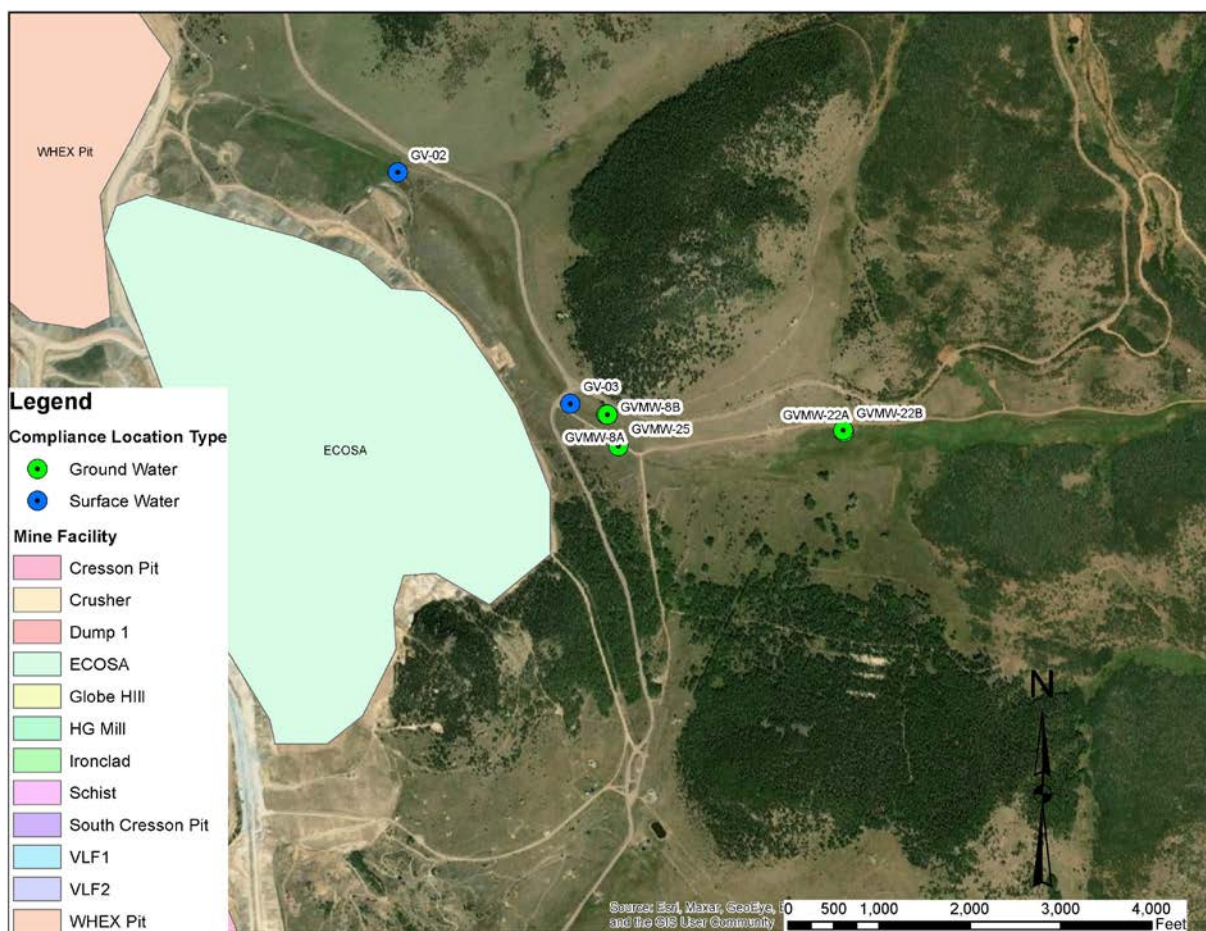 WHEX Pit
GV-02
ECOSA
GV-03
GVMW-8B
GVMW-25
GVMW-8A
GVMW-22A
GVMW-22B
Legend
Compliance Location Type
Ground Water
Surface Water
Mine Facility
Cresson Pit
Crusher
Dump 1
ECOSA
Globe HIll
HG Mill
Ironclad
Schist
South Cresson Pit
VLF1
VLF2
WHEX Pit
N
Source: Esri, Maxar, GeoEye,
and the GIS User Community
0 500 1,000 2,000 3,000 4,000
Feet